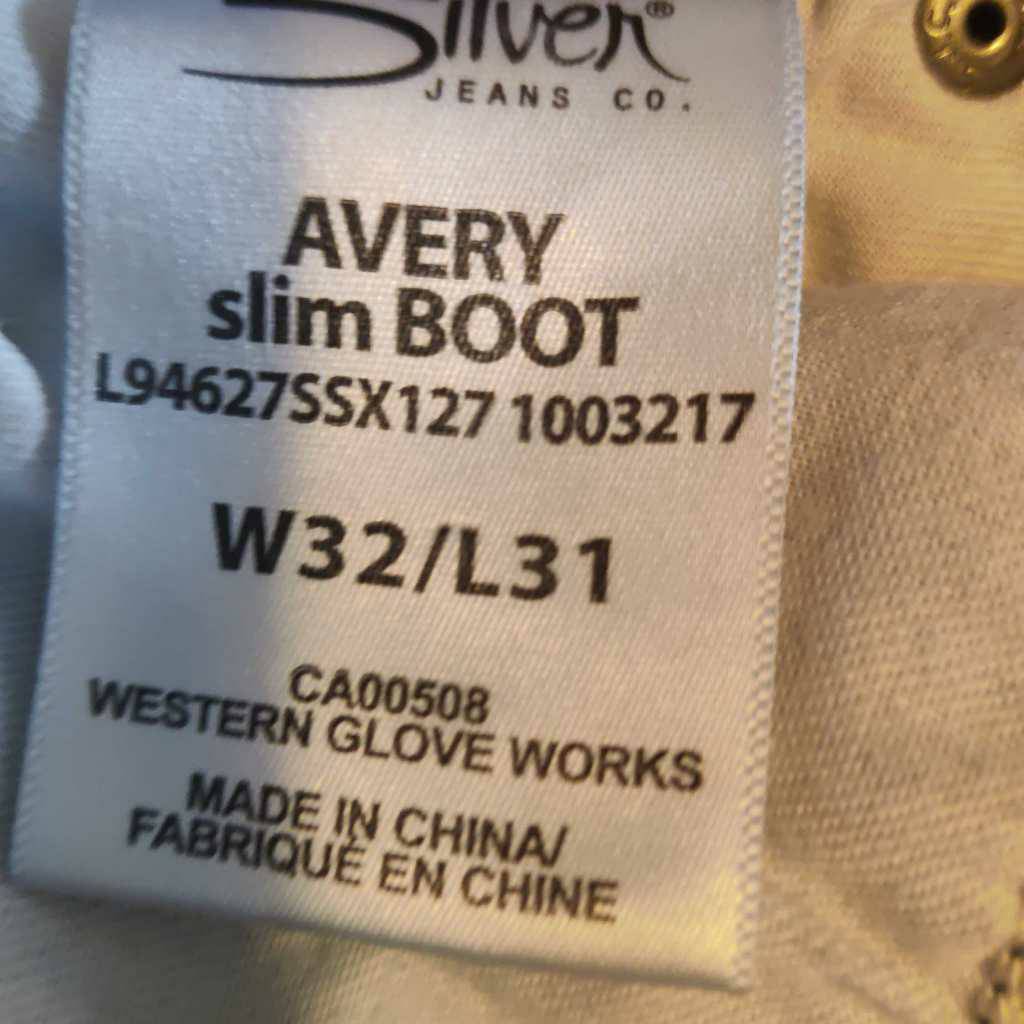 Silver®
JEANS CO.
AVERY
slim BOOT
L94627SSX127 1003217
W32/L31
CA00508
WESTERN GLOVE WORKS
MADE IN CHINA/
FABRIQUÉ EN CHINE